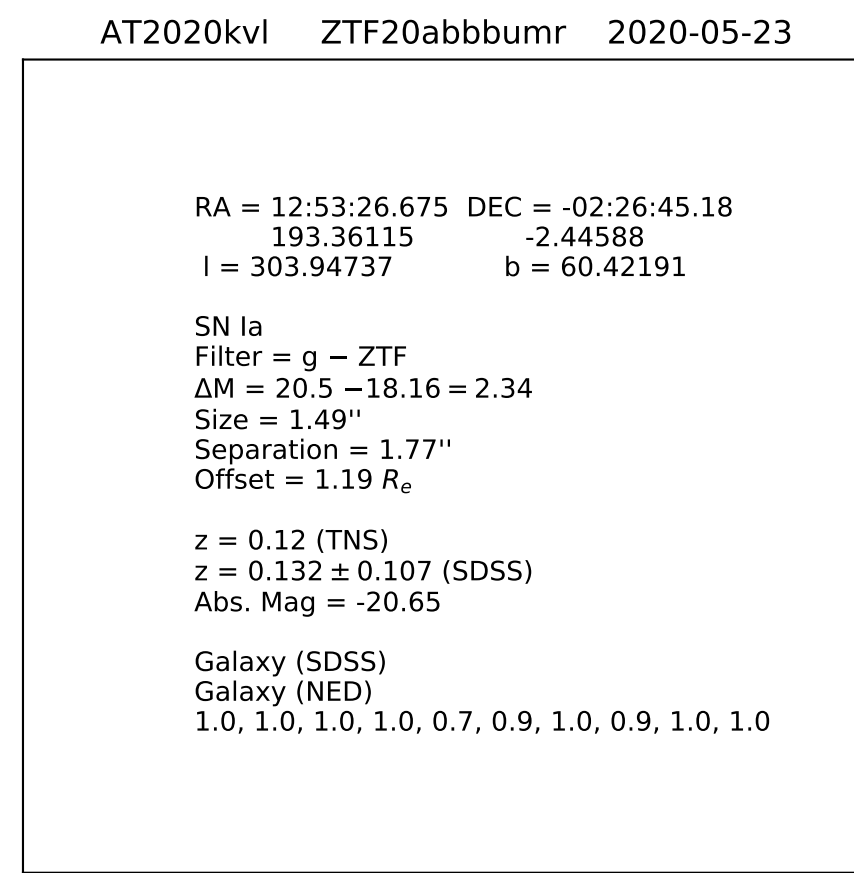 AT2020kvl ZTF20abbbumr 2020-05-23
RA = 12:53:26.675 DEC = -02:26:45.18
193.36115 -2.44588
l = 303.94737 b = 60.42191
SN Ia
Filter = g − ZTF
ΔM = 20.5 −18.16 = 2.34
Size = 1.49''
Separation = 1.77''
Offset = 1.19 Rₑ
z = 0.12 (TNS)
z = 0.132 ± 0.107 (SDSS)
Abs. Mag = -20.65
Galaxy (SDSS)
Galaxy (NED)
1.0, 1.0, 1.0, 1.0, 0.7, 0.9, 1.0, 0.9, 1.0, 1.0